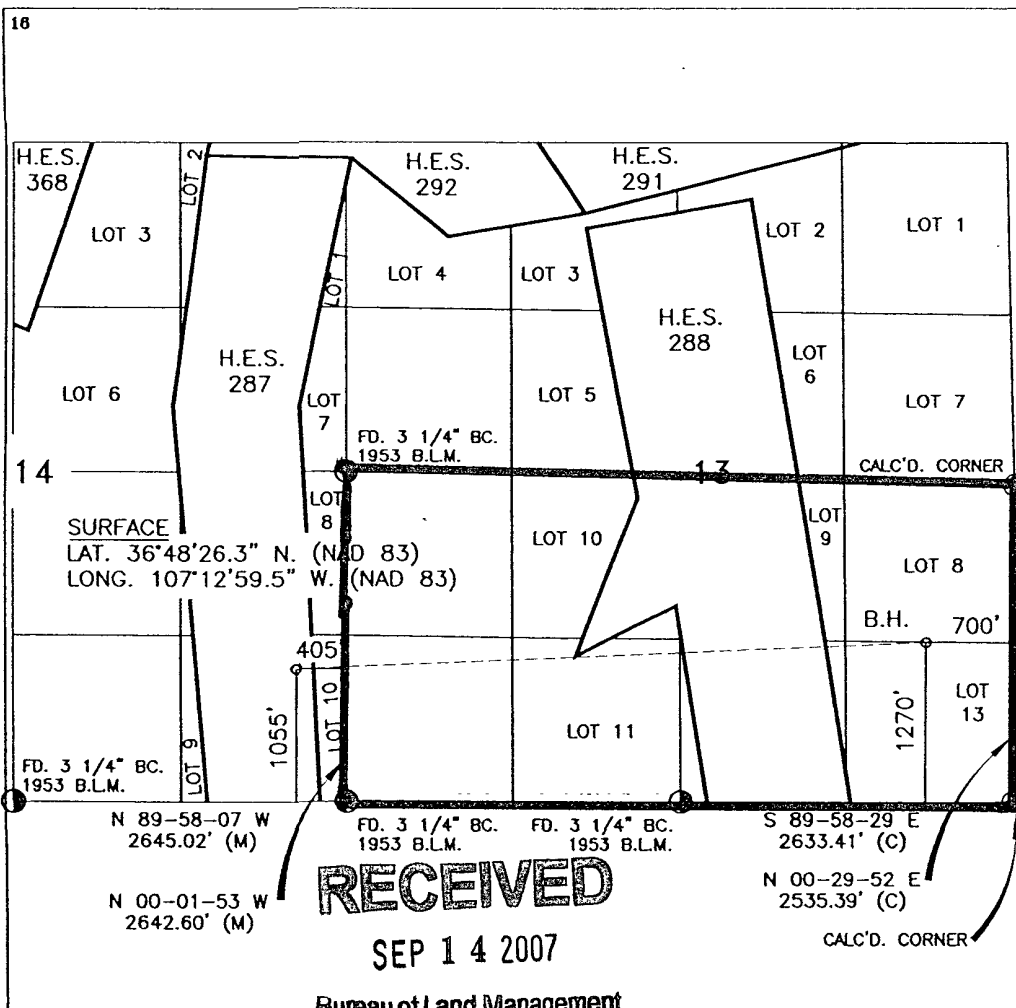 16
H.E.S.
368
LOT 2
H.E.S.
292
H.E.S.
291
LOT 3
LOT 1
LOT 4
LOT 3
LOT 2
LOT 1
H.E.S.
287
H.E.S.
288
LOT 6
LOT
7
LOT 5
LOT
6
LOT 7
FD. 3 1/4" BC.
1953 B.L.M.
14
13
CALC'D. CORNER
LOT
8
SURFACE
LAT. 36°48'26.3" N. (NAD 83)
LONG. 107°12'59.5" W. (NAD 83)
LOT 10
LOT
9
LOT 8
B.H. 700'
405
1055'
LOT 10
LOT 11
1270'
LOT
13
LOT 9
FD. 3 1/4" BC.
1953 B.L.M.
N 89-58-07 W
2645.02' (M)
FD. 3 1/4" BC.
1953 B.L.M.
FD. 3 1/4" BC.
1953 B.L.M.
S 89-58-29 E
2633.41' (C)
N 00-01-53 W
2642.60' (M)
N 00-29-52 E
2535.39' (C)
CALC'D. CORNER
RECEIVED
SEP 14 2007
Bureau of Land Management